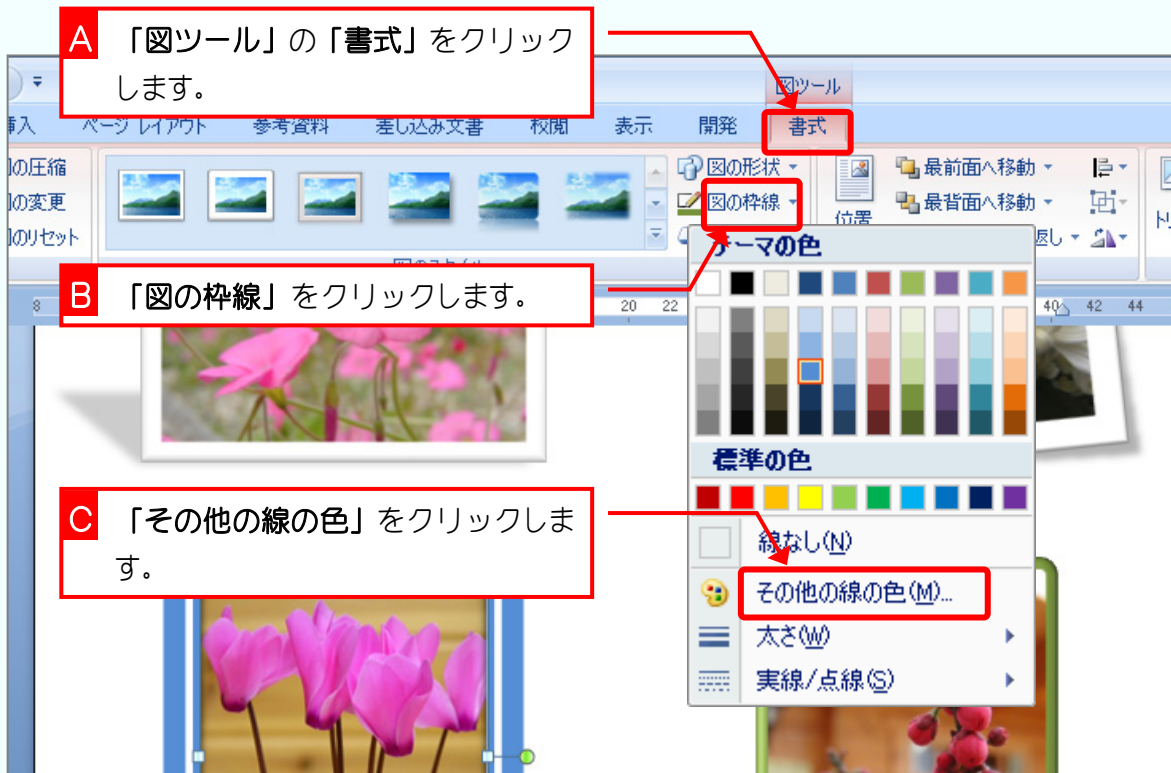 A 「図ツール」の「書式」をクリック
します。
図ツール
ページ レイアウト 参考資料 差し込み文書 校閲 表示 開発 書式
の圧縮
の変更
のリセット
図の形状
図の枠線
位置
最前面へ移動
最背面へ移動
返し
B 「図の枠線」をクリックします。
8 20 22 40 42 44
テーマの色
標準の色
線なし(N)
その他の線の色(M)...
太さ(W)
実線/点線(S)
C 「その他の線の色」をクリックしま
す。